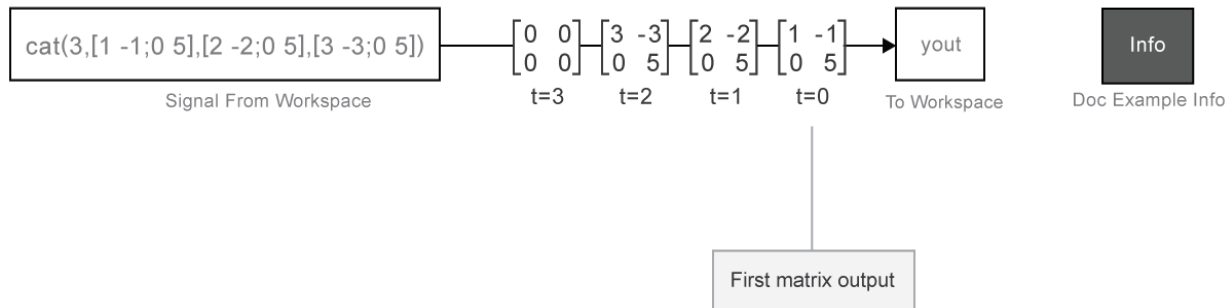 cat(3,[1 -1;0 5],[2 -2;0 5],[3 -3;0 5])
0 0 3 -3 2 -2 1 -1
0 0 0 5 0 5 0 5
t=3 t=2 t=1 t=0
yout
Info
Signal From Workspace
To Workspace
Doc Example Info
First matrix output